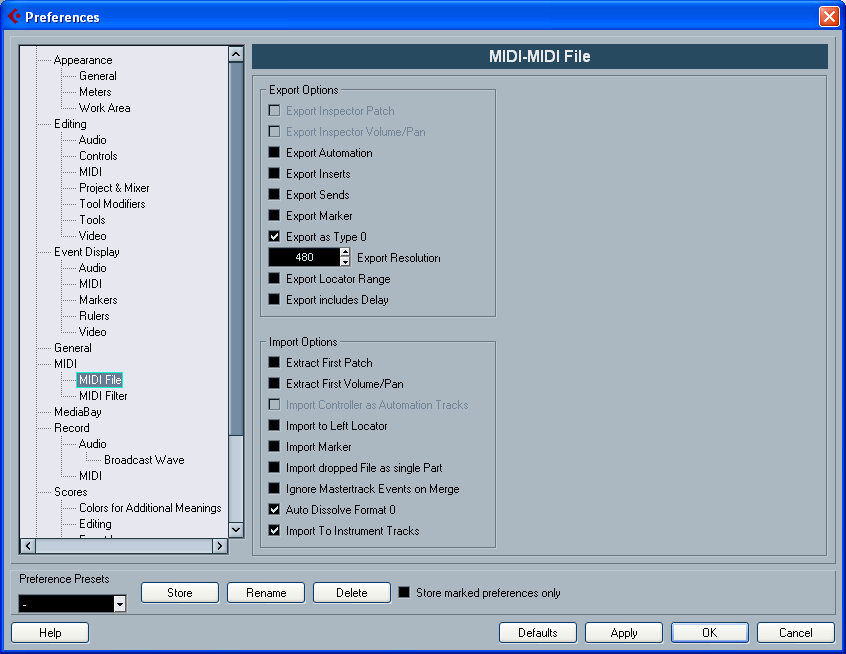 Preferences
Appearance
General
Meters
Work Area
Editing
Audio
Controls
MIDI
Project & Mixer
Tool Modifiers
Tools
Video
Event Display
Audio
MIDI
Markers
Rulers
Video
General
MIDI
MIDI File
MIDI Filter
MediaBay
Record
Audio
Broadcast Wave
MIDI
Scores
Colors for Additional Meanings
Editing
MIDI-MIDI File
Export Options
Export Inspector Patch
Export Inspector Volume/Pan
Export Automation
Export Inserts
Export Sends
Export Marker
Export as Type 0
480 Export Resolution
Export Locator Range
Export includes Delay
Import Options
Extract First Patch
Extract First Volume/Pan
Import Controller as Automation Tracks
Import to Left Locator
Import Marker
Import dropped File as single Part
Ignore Mastertrack Events on Merge
Auto Dissolve Format 0
Import To Instrument Tracks
Preference Presets
-
Store Rename Delete Store marked preferences only
Help Defaults Apply OK Cancel